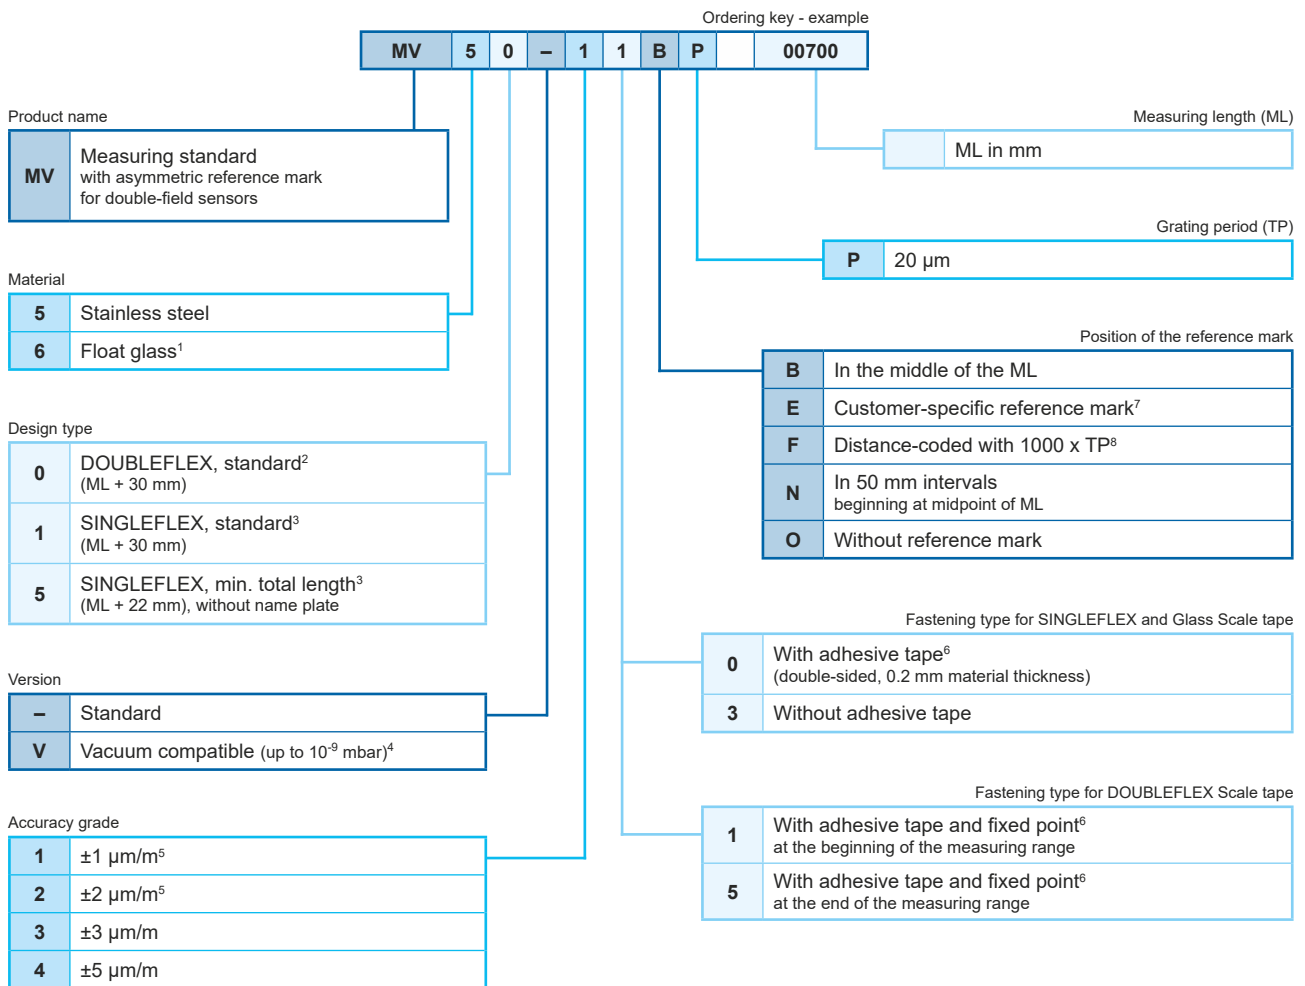 Ordering key - example
MV 5 0 – 1 1 B P 00700
Product name
MV Measuring standard
with asymmetric reference mark
for double-field sensors
Material
5 Stainless steel
6 Float glass¹
Design type
0 DOUBLEFLEX, standard²
(ML + 30 mm)
1 SINGLEFLEX, standard³
(ML + 30 mm)
5 SINGLEFLEX, min. total length³
(ML + 22 mm), without name plate
Version
– Standard
V Vacuum compatible (up to 10⁻⁹ mbar)⁴
Accuracy grade
1 ±1 µm/m⁵
2 ±2 µm/m⁵
3 ±3 µm/m
4 ±5 µm/m
Measuring length (ML)
ML in mm
Grating period (TP)
P 20 µm
Position of the reference mark
B In the middle of the ML
E Customer-specific reference mark⁷
F Distance-coded with 1000 x TP⁸
N In 50 mm intervals
beginning at midpoint of ML
O Without reference mark
Fastening type for SINGLEFLEX and Glass Scale tape
0 With adhesive tape⁶
(double-sided, 0.2 mm material thickness)
3 Without adhesive tape
Fastening type for DOUBLEFLEX Scale tape
1 With adhesive tape and fixed point⁶
at the beginning of the measuring range
5 With adhesive tape and fixed point⁶
at the end of the measuring range